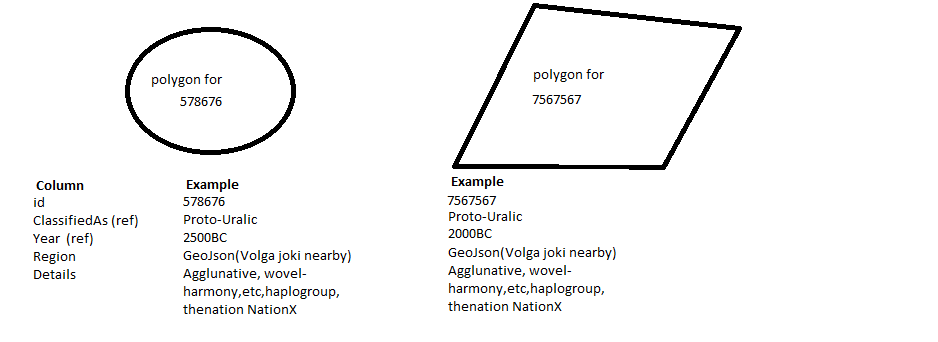 polygon for
578676
polygon for
7567567
Column Example
id 578676
ClassifiedAs (ref) Proto-Uralic
Year (ref) 2500BC
Region GeoJson(Volga joki nearby)
Details Agglunative, wovel-
harmony,etc,haplogroup,
thenation NationX
Example
7567567
Proto-Uralic
2000BC
GeoJson(Volga joki nearby)
Agglunative, wovel-
harmony,etc,haplogroup,
thenation NationX